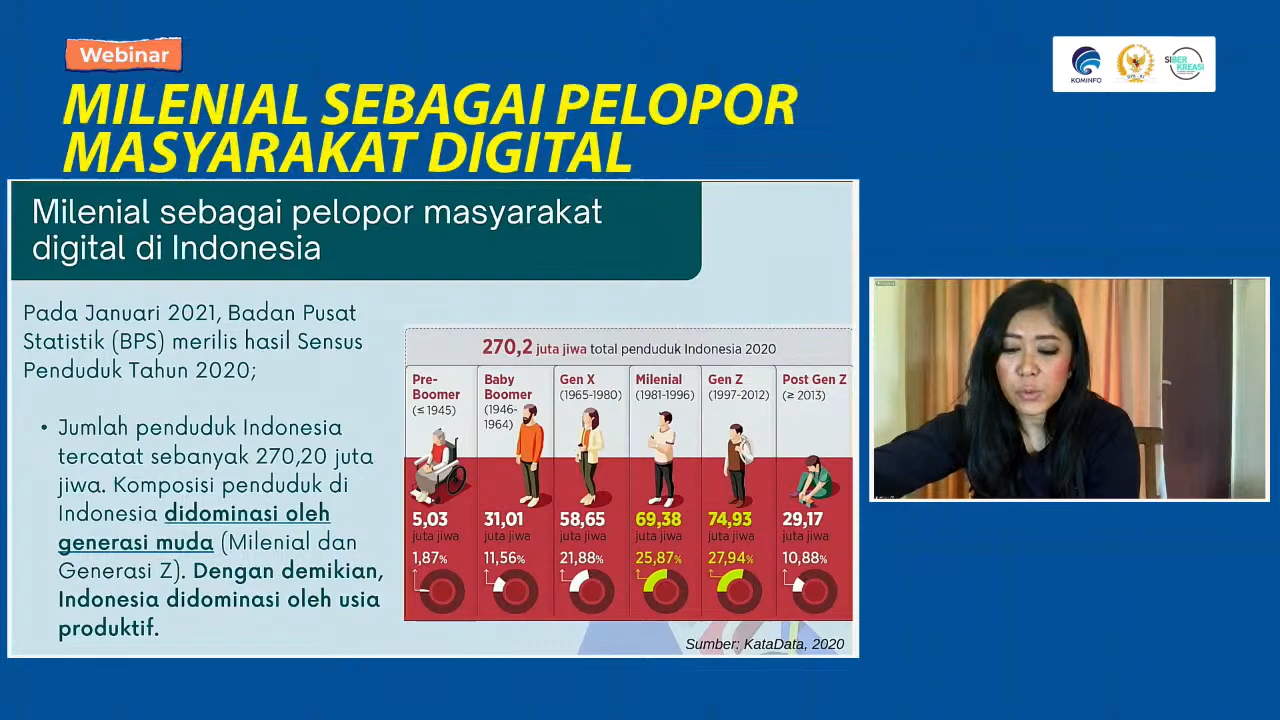 Webinar
MILENIAL SEBAGAI PELOPOR
MASYARAKAT DIGITAL
KOMINFO
DPR - RI
SIBER
KREASI
Milenial sebagai pelopor masyarakat
digital di Indonesia
Pada Januari 2021, Badan Pusat
Statistik (BPS) merilis hasil Sensus
Penduduk Tahun 2020;
• Jumlah penduduk Indonesia
tercatat sebanyak 270,20 juta
jiwa. Komposisi penduduk di
Indonesia didominasi oleh
generasi muda (Milenial dan
Generasi Z). Dengan demikian,
Indonesia didominasi oleh usia
produktif.
270,2 juta jiwa total penduduk Indonesia 2020
Pre-
Boomer
(≤ 1945)
5,03
juta jiwa
1,87%
Baby
Boomer
(1946-
1964)
31,01
juta jiwa
11,56%
Gen X
(1965-1980)
58,65
juta jiwa
21,88%
Milenial
(1981-1996)
69,38
juta jiwa
25,87%
Gen Z
(1997-2012)
74,93
juta jiwa
27,94%
Post Gen Z
(≥ 2013)
29,17
juta jiwa
10,88%
Sumber: KataData, 2020